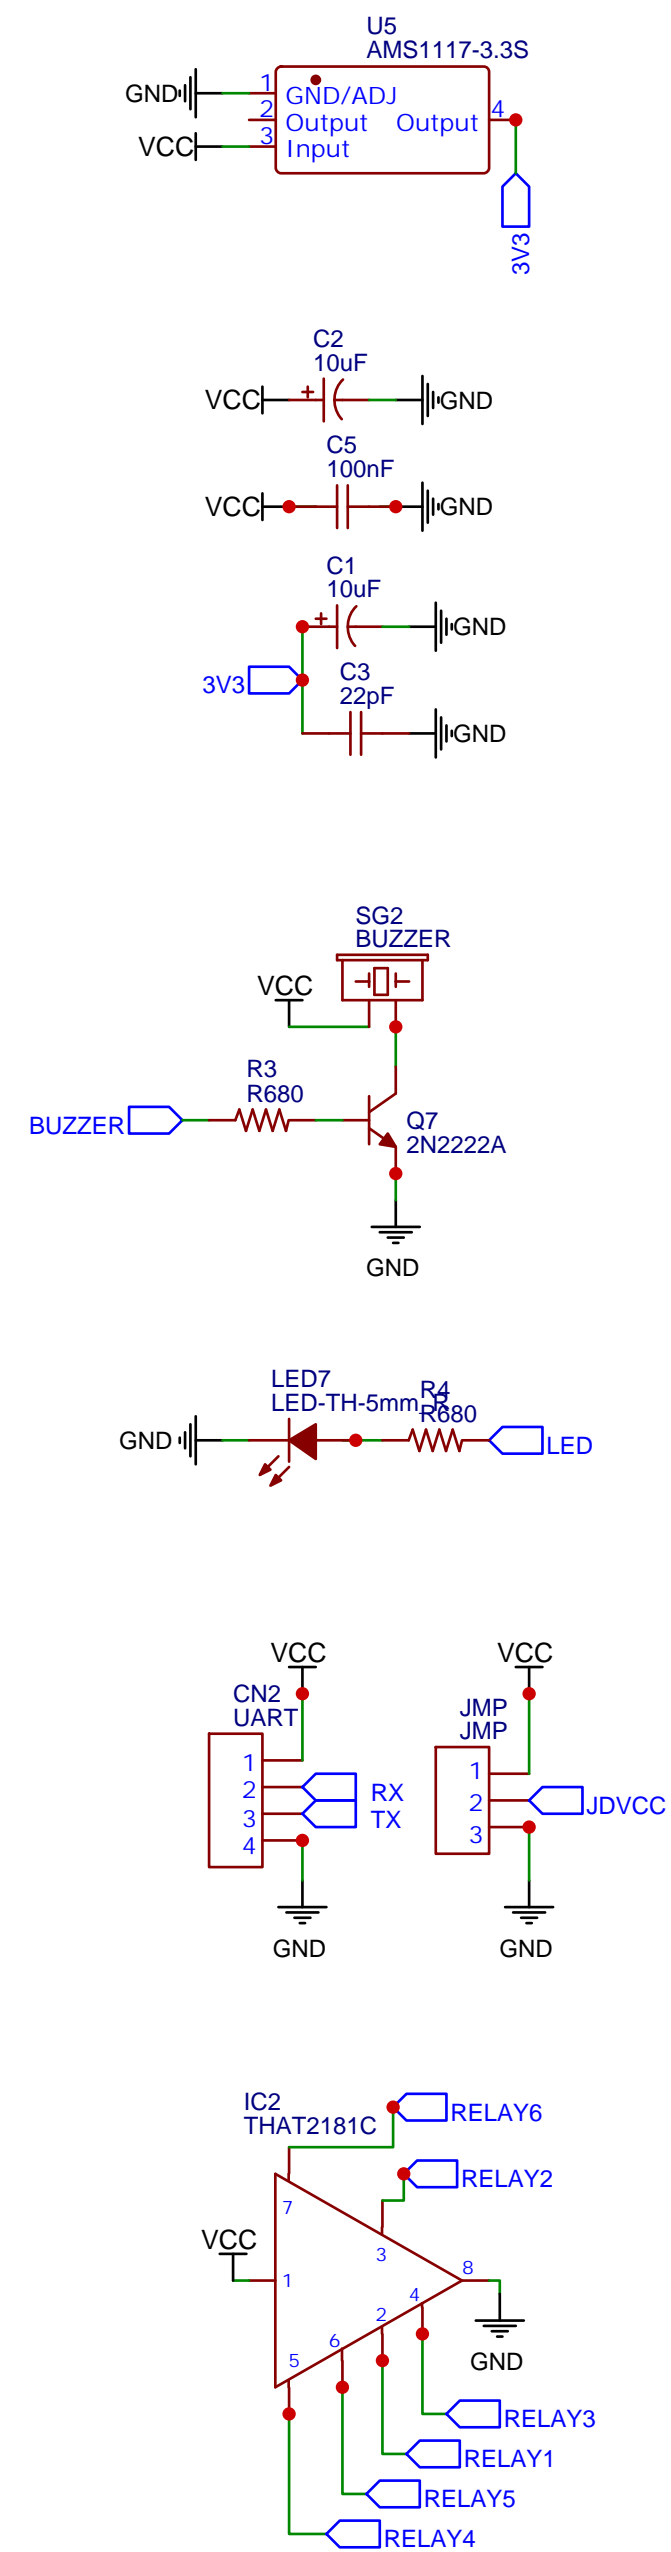 U5
AMS1117-3.3S
GND
1
GND/ADJ
2
Output
Output
4
VCC
3
Input
3V3
C2
10uF
VCC
+
GND
C5
100nF
VCC
GND
C1
10uF
+
GND
3V3
C3
22pF
GND
SG2
BUZZER
VCC
R3
R680
BUZZER
Q7
2N2222A
GND
LED7
LED-TH-5mm_R
R4
R680
GND
LED
VCC
CN2
UART
1
2
RX
3
TX
4
GND
VCC
JMP
JMP
1
2
JDVCC
3
GND
IC2
THAT2181C
RELAY6
RELAY2
7
3
VCC
1
8
4
2
6
5
GND
RELAY3
RELAY1
RELAY5
RELAY4